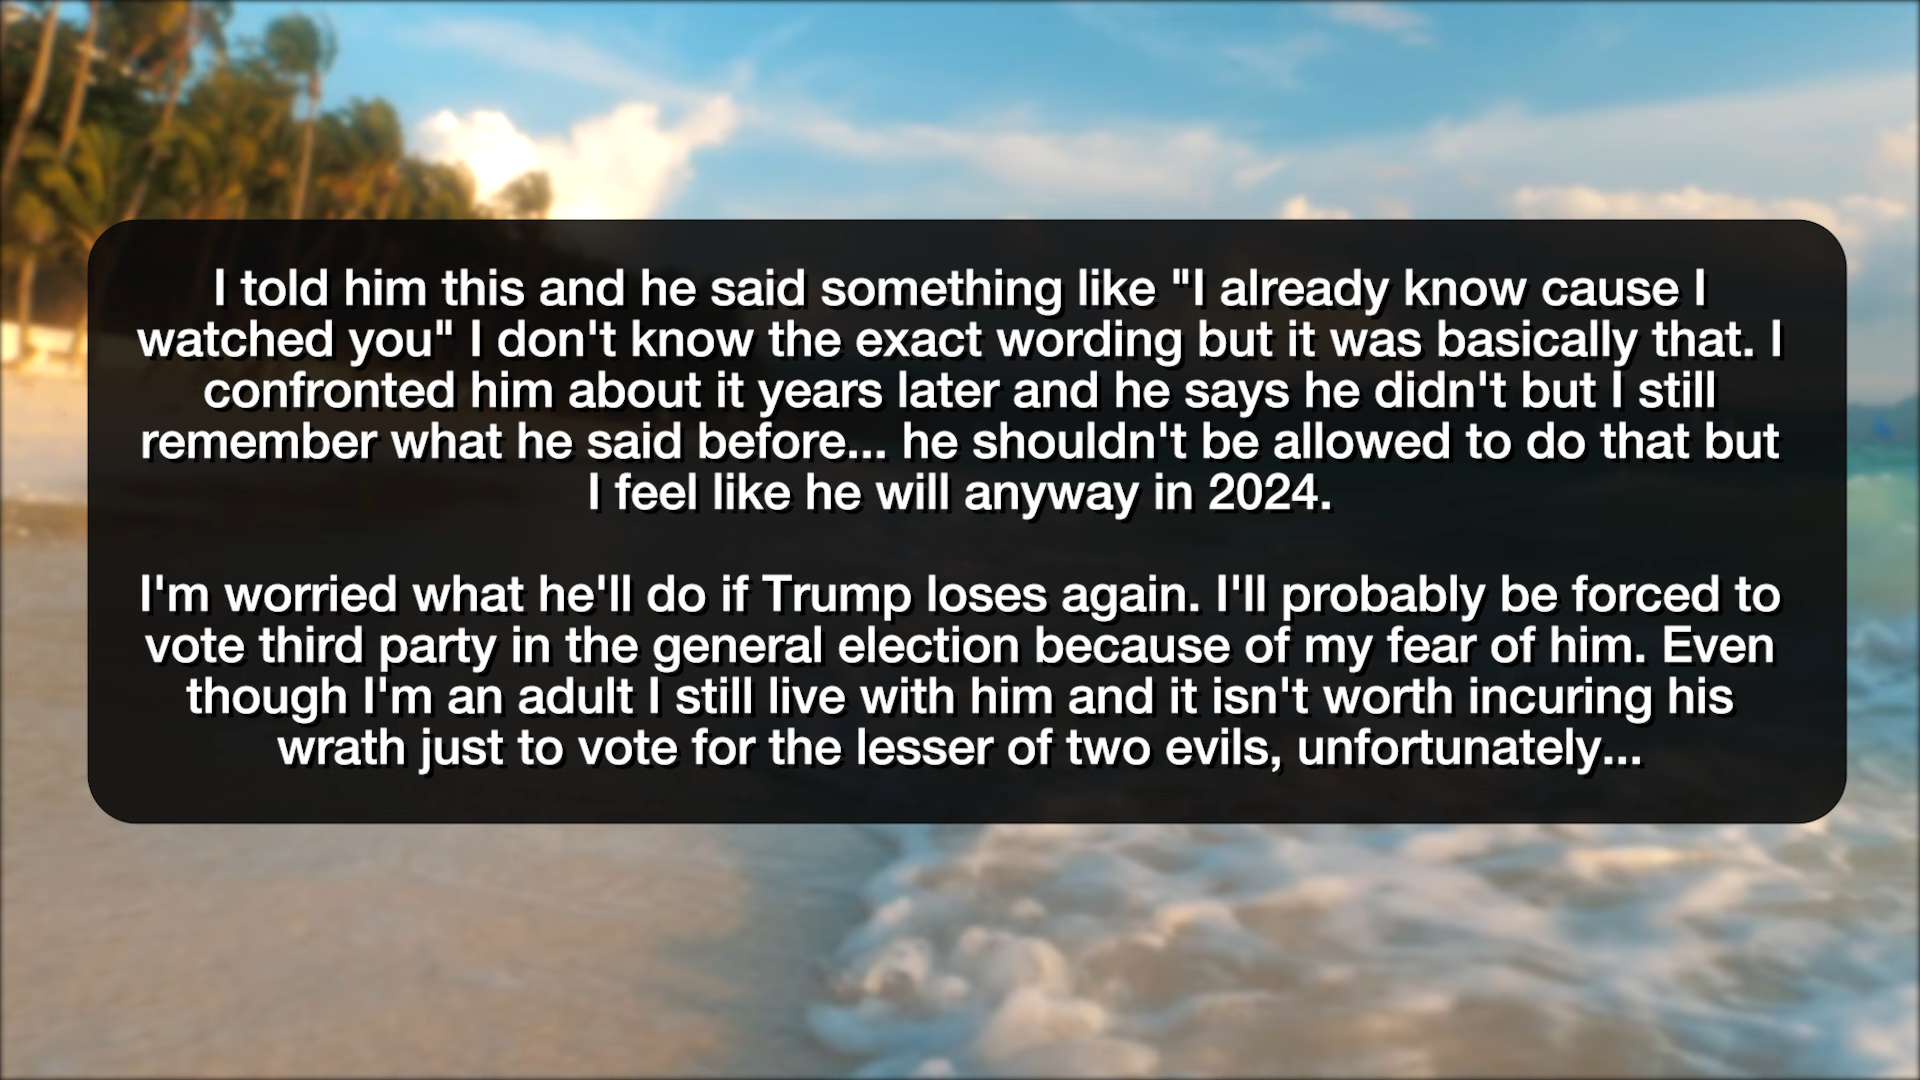 I told him this and he said something like "I already know cause I
watched you" I don't know the exact wording but it was basically that. I
confronted him about it years later and he says he didn't but I still
remember what he said before... he shouldn't be allowed to do that but
I feel like he will anyway in 2024.
I'm worried what he'll do if Trump loses again. I'll probably be forced to
vote third party in the general election because of my fear of him. Even
though I'm an adult I still live with him and it isn't worth incuring his
wrath just to vote for the lesser of two evils, unfortunately...